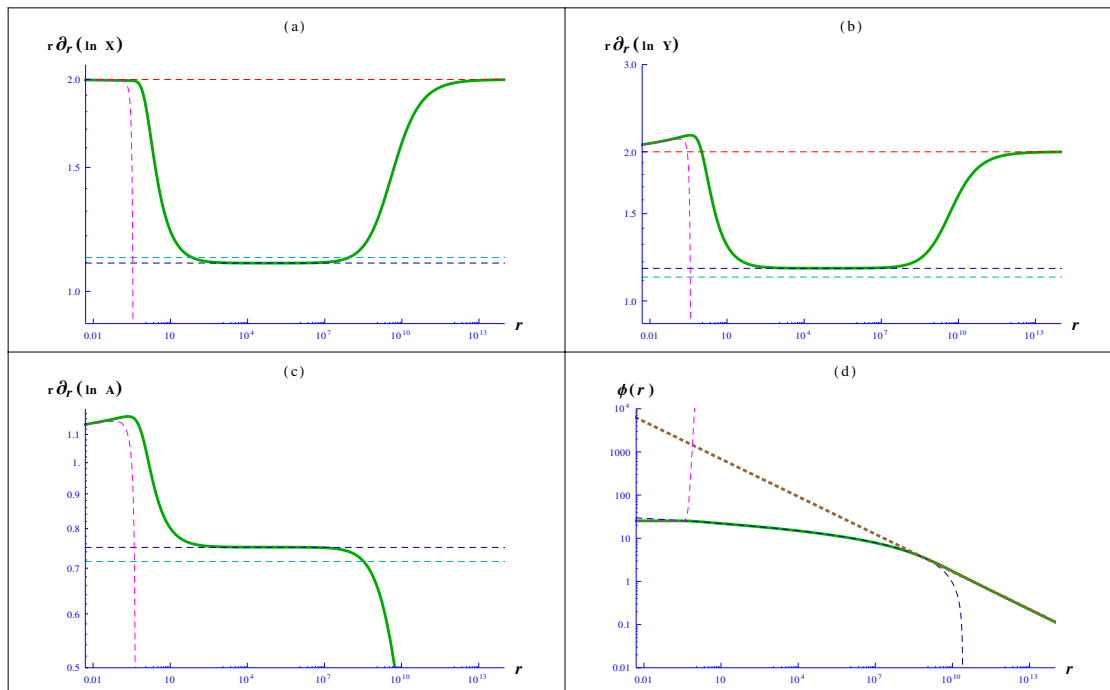 (a)
r ∂r(ln X)
2.0
1.5
1.0
0.01 10 10^4 10^7 10^10 10^13 r
(b)
r ∂r(ln Y)
3.0
2.0
1.5
1.0
0.01 10 10^4 10^7 10^10 10^13 r
(c)
r ∂r(ln A)
1.1
1.
0.9
0.8
0.7
0.6
0.5
0.01 10 10^4 10^7 10^10 10^13 r
(d)
ϕ(r)
10^4
1000
100
10
1
0.1
0.01
0.01 10 10^4 10^7 10^10 10^13 r